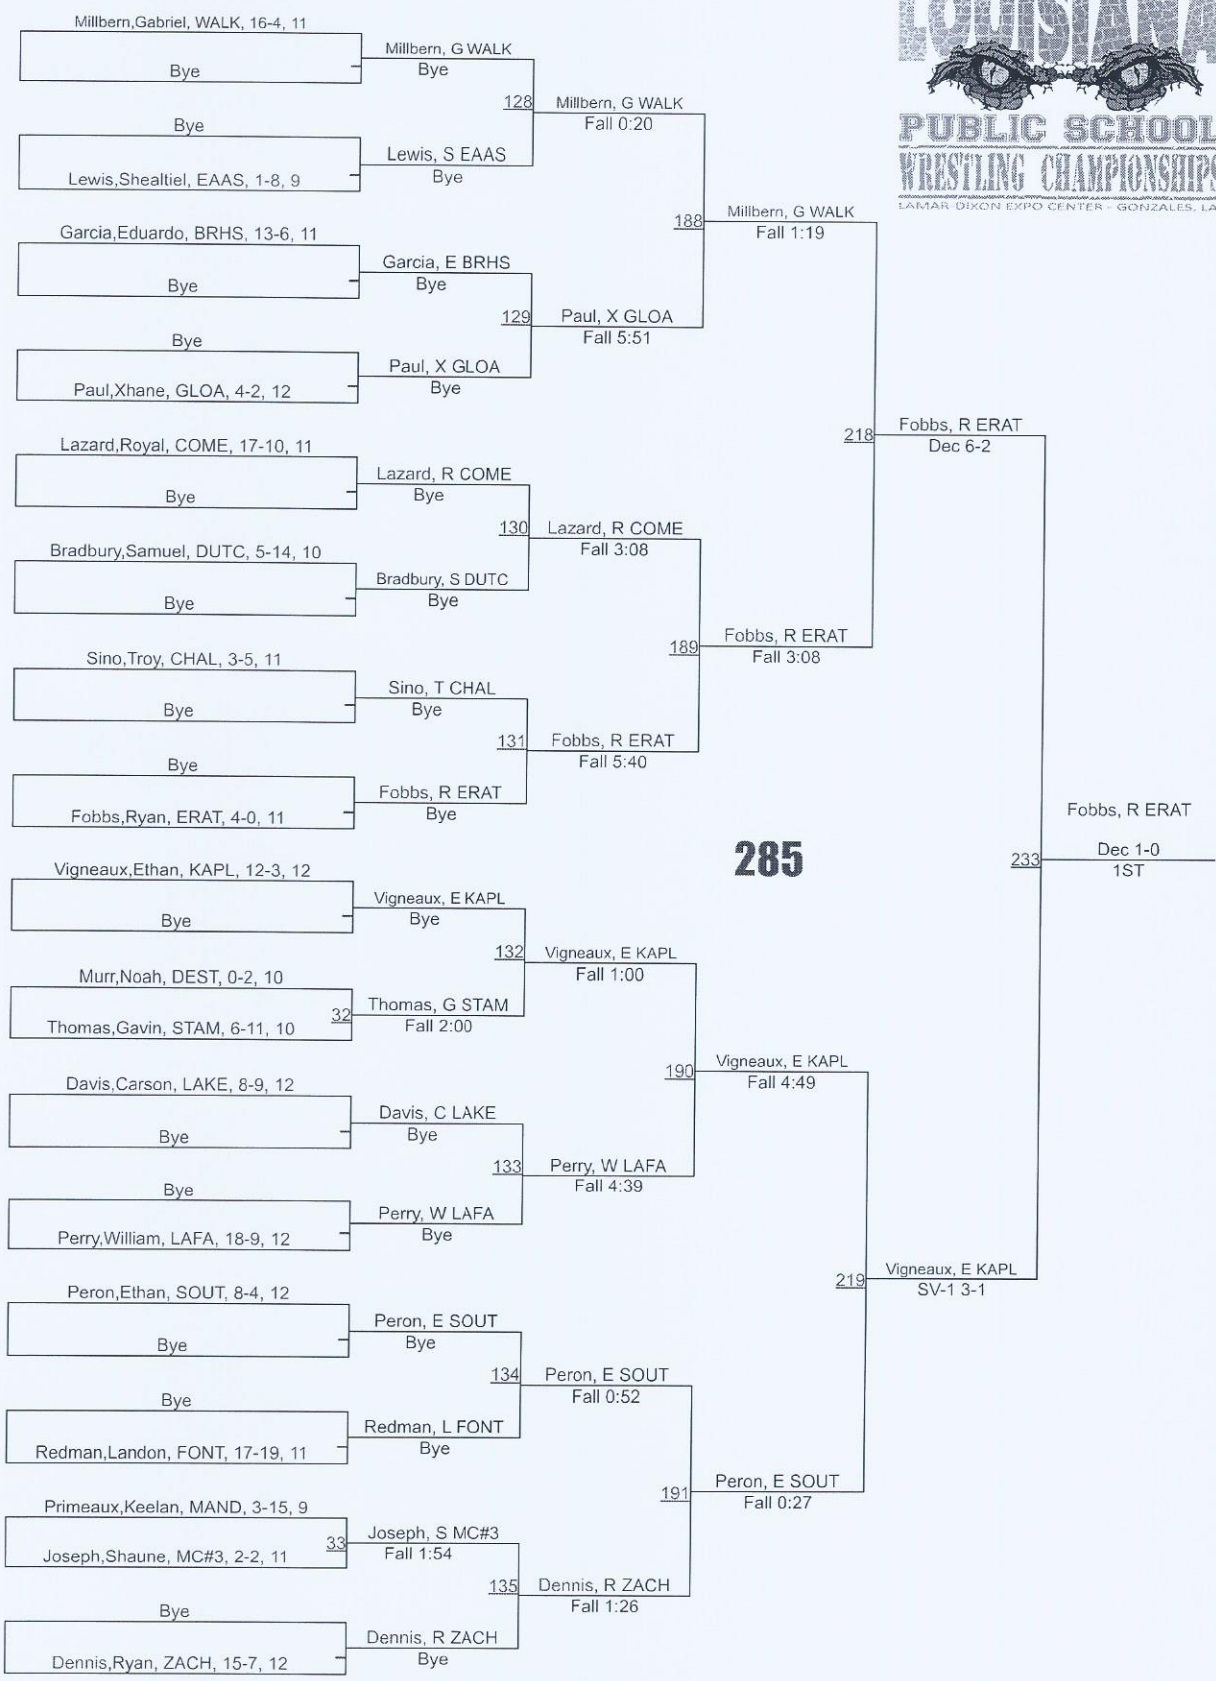 LOUISIANA
PUBLIC SCHOOL
WRESTLING CHAMPIONSHIPS
LAMAR-DIXON EXPO CENTER - GONZALES, LA
Millbern,Gabriel, WALK, 16-4, 11
Bye
Bye
Lewis,Shealtiel, EAAS, 1-8, 9
Garcia,Eduardo, BRHS, 13-6, 11
Bye
Bye
Paul,Xhane, GLOA, 4-2, 12
Lazard,Royal, COME, 17-10, 11
Bye
Bradbury,Samuel, DUTC, 5-14, 10
Bye
Sino,Troy, CHAL, 3-5, 11
Bye
Bye
Fobbs,Ryan, ERAT, 4-0, 11
Vigneaux,Ethan, KAPL, 12-3, 12
Bye
Murr,Noah, DEST, 0-2, 10
32
Thomas,Gavin, STAM, 6-11, 10
Davis,Carson, LAKE, 8-9, 12
Bye
Bye
Perry,William, LAFA, 18-9, 12
Peron,Ethan, SOUT, 8-4, 12
Bye
Bye
Redman,Landon, FONT, 17-19, 11
Primeaux,Keelan, MAND, 3-15, 9
33
Joseph,Shaune, MC#3, 2-2, 11
Bye
Dennis,Ryan, ZACH, 15-7, 12
Millbern, G WALK
Bye
128
Lewis, S EAAS
Bye
Garcia, E BRHS
Bye
129
Paul, X GLOA
Bye
Lazard, R COME
Bye
130
Bradbury, S DUTC
Bye
Sino, T CHAL
Bye
131
Fobbs, R ERAT
Bye
Vigneaux, E KAPL
Bye
132
Thomas, G STAM
Fall 2:00
Davis, C LAKE
Bye
133
Perry, W LAFA
Bye
Peron, E SOUT
Bye
134
Redman, L FONT
Bye
Joseph, S MC#3
Fall 1:54
135
Dennis, R ZACH
Bye
Millbern, G WALK
Fall 0:20
188
Paul, X GLOA
Fall 5:51
Lazard, R COME
Fall 3:08
189
Fobbs, R ERAT
Fall 5:40
Vigneaux, E KAPL
Fall 1:00
190
Perry, W LAFA
Fall 4:39
Peron, E SOUT
Fall 0:52
191
Dennis, R ZACH
Fall 1:26
Millbern, G WALK
Fall 1:19
218
Fobbs, R ERAT
Fall 3:08
285
Vigneaux, E KAPL
Fall 4:49
219
Peron, E SOUT
Fall 0:27
Fobbs, R ERAT
Dec 6-2
233
Vigneaux, E KAPL
SV-1 3-1
Fobbs, R ERAT
Dec 1-0
1ST